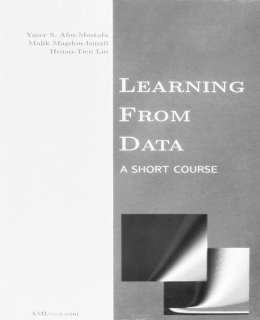 Yaser S. Abu-Mostafa
Malik Magdon-Ismail
Hsuan-Tien Lin
LEARNING
FROM
DATA
A SHORT COURSE
AMLbook.com